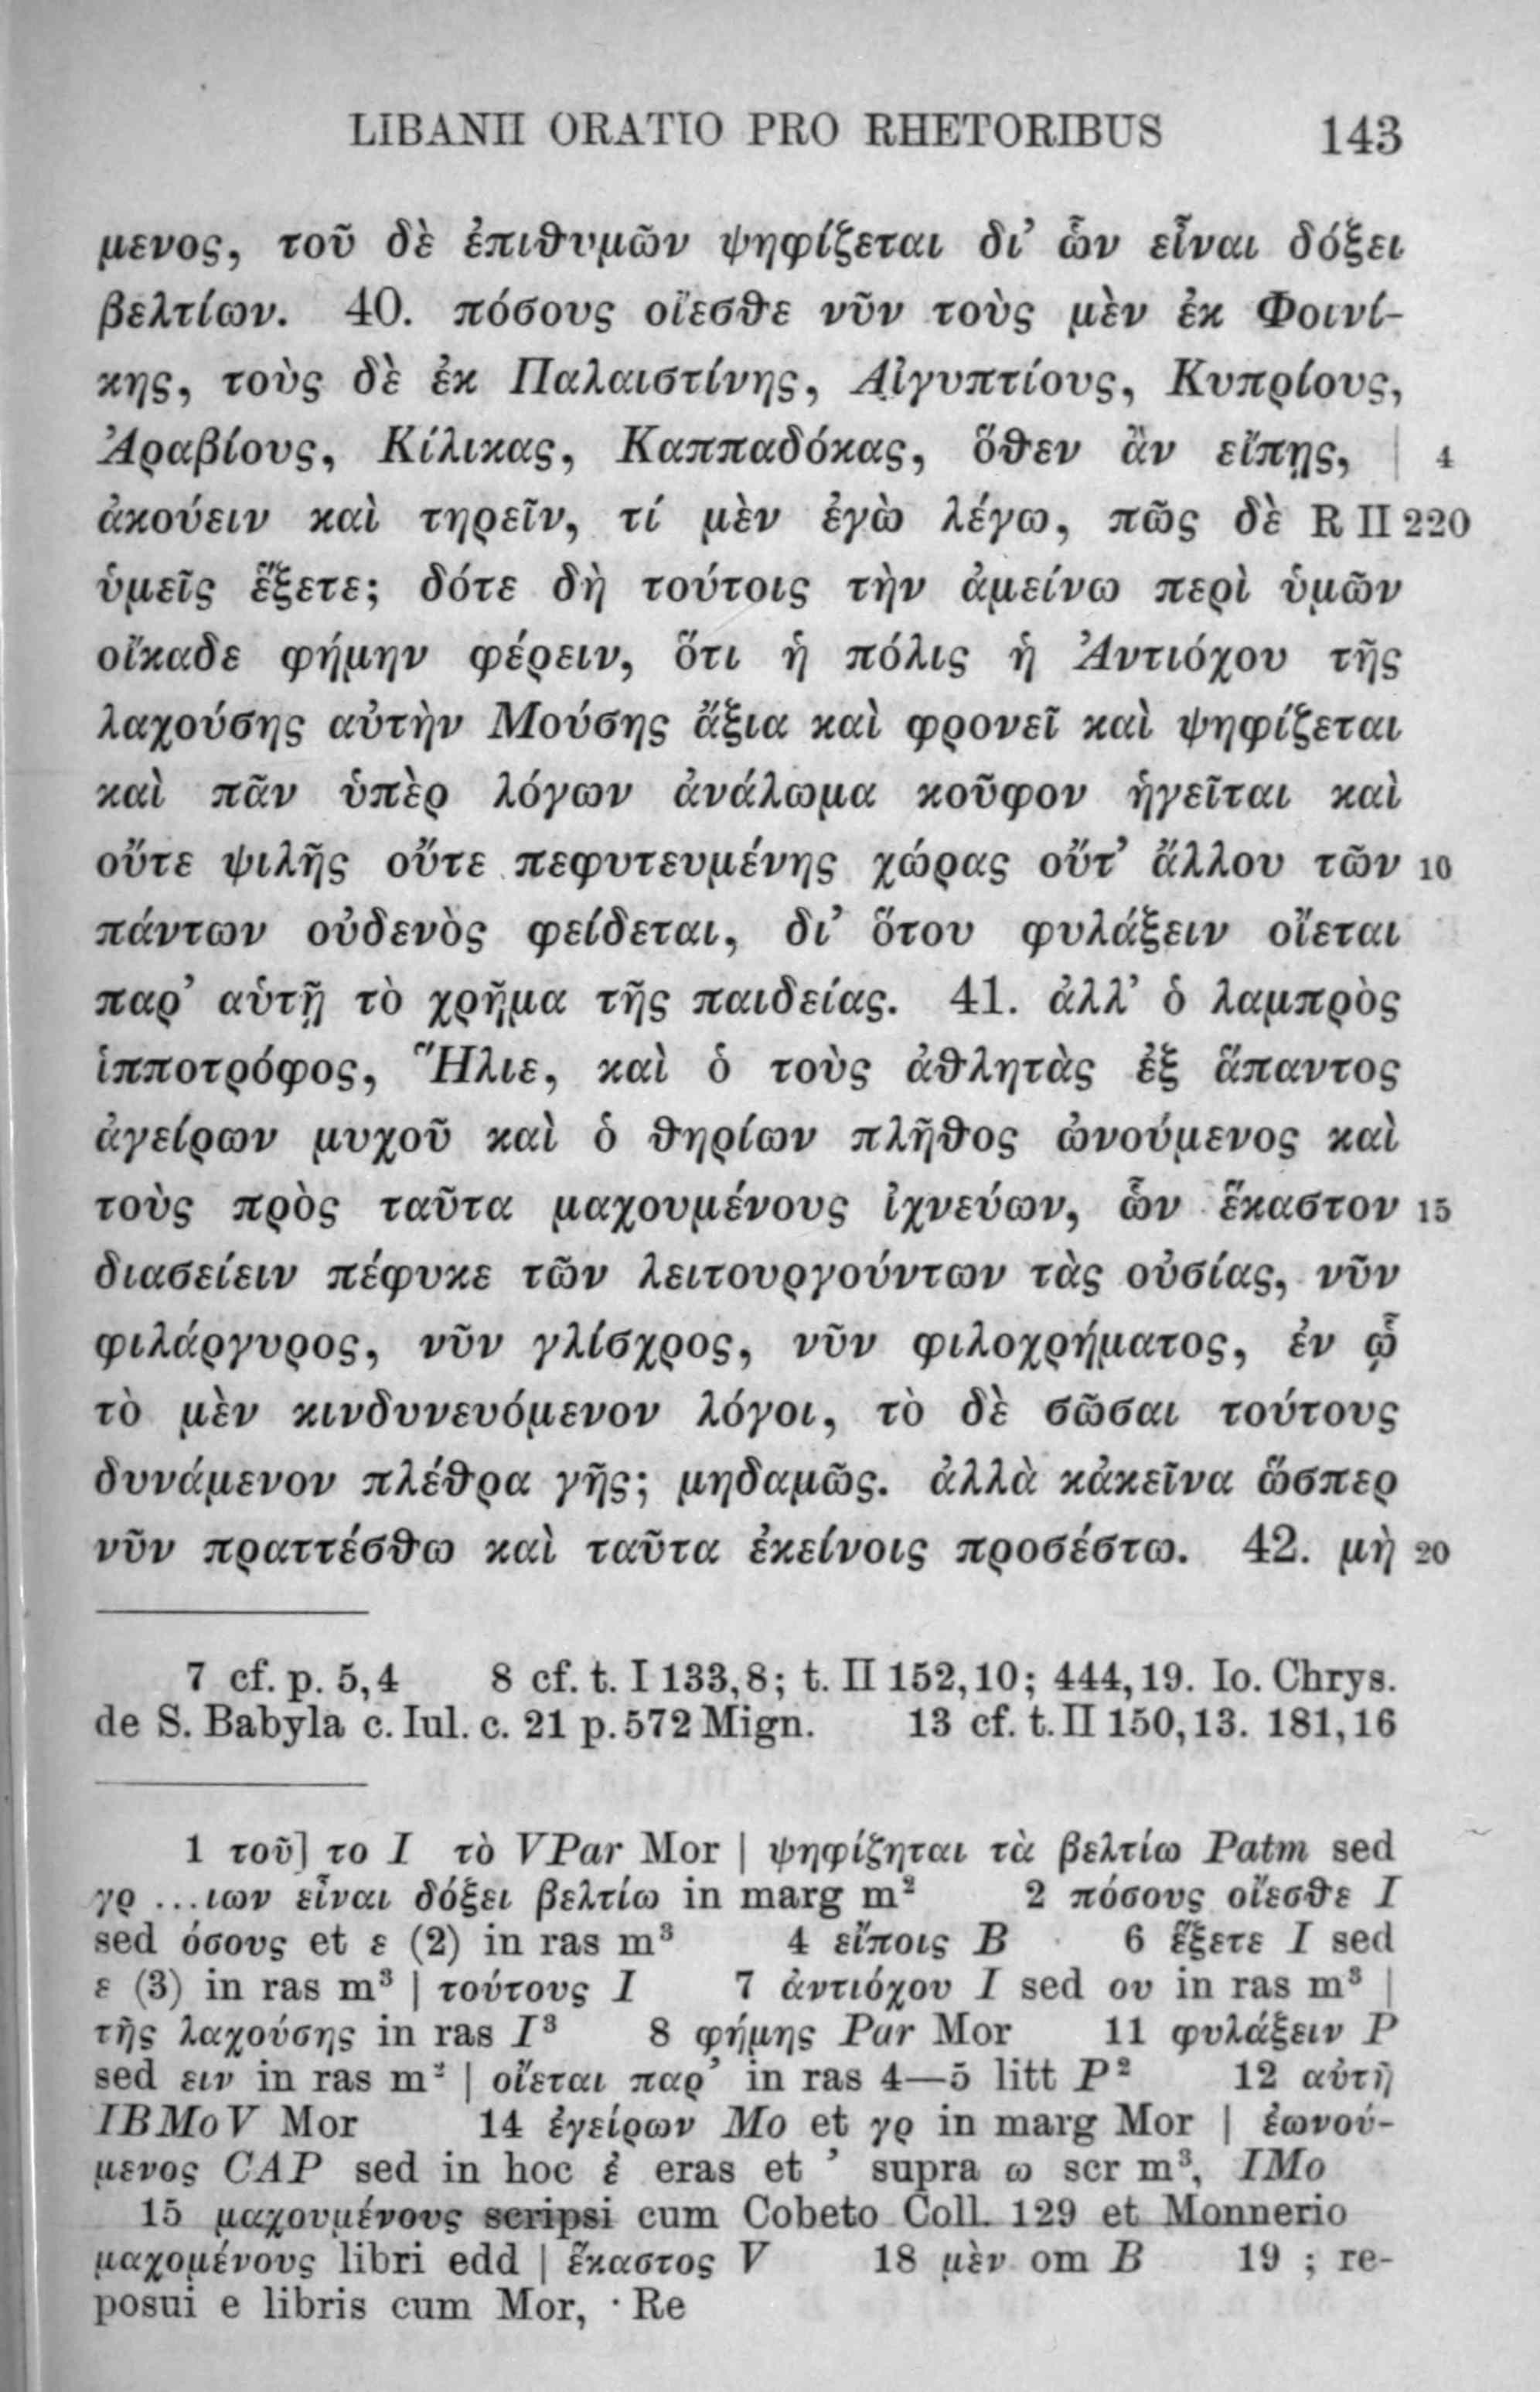 LIBANII ORATIO PRO RHETORIBUS 143
μενος, τοῦ δὲ ἐπιθυμῶν ψηφίζεται δι’ ὧν εἶναι δόξει
βελτίων. 40. πόσους οἴεσθε νῦν τοὺς μὲν ἐκ Φοινί-
κης, τοὺς δὲ ἐκ Παλαιστίνης, Αἰγυπτίους, Κυπρίους,
Ἀραβίους, Κίλικας, Καππαδόκας, ὅθεν ἂν εἴπῃς, | 4
ἀκούειν καὶ τηρεῖν, τί μὲν ἐγὼ λέγω, πῶς δὲ R II 220
ὑμεῖς ἕξετε; δότε δὴ τούτοις τὴν ἀμείνω περὶ ὑμῶν
οἴκαδε φήμην φέρειν, ὅτι ἡ πόλις ἡ Ἀντιόχου τῆς
λαχούσης αὐτὴν Μούσης ἄξια καὶ φρονεῖ καὶ ψηφίζεται
καὶ πᾶν ὑπὲρ λόγων ἀνάλωμα κοῦφον ἡγεῖται καὶ
οὔτε ψιλῆς οὔτε πεφυτευμένης χώρας οὔτ’ ἄλλου τῶν 10
πάντων οὐδενὸς φείδεται, δι’ ὅτου φυλάξειν οἴεται
παρ’ αὑτῇ τὸ χρῆμα τῆς παιδείας. 41. ἀλλ’ ὁ λαμπρὸς
ἱπποτρόφος, Ἥλιε, καὶ ὁ τοὺς ἀθλητὰς ἐξ ἅπαντος
ἀγείρων μυχοῦ καὶ ὁ θηρίων πλῆθος ὠνούμενος καὶ
τοὺς πρὸς ταῦτα μαχουμένους ἰχνεύων, ὧν ἕκαστον 15
διασείειν πέφυκε τῶν λειτουργούντων τὰς οὐσίας, νῦν
φιλάργυρος, νῦν γλίσχρος, νῦν φιλοχρήματος, ἐν ᾧ
τὸ μὲν κινδυνευόμενον λόγοι, τὸ δὲ σῶσαι τούτους
δυνάμενον πλέθρα γῆς; μηδαμῶς. ἀλλὰ κἀκεῖνα ὥσπερ
νῦν πραττέσθω καὶ ταῦτα ἐκείνοις προσέστω. 42. μὴ 20
7 cf. p. 5,4 8 cf. t. I 133,8; t. II 152,10; 444,19. Io. Chrys.
de S. Babyla c. Iul. c. 21 p. 572 Mign. 13 cf. t. II 150,13. 181,16
1 τοῦ] το I τὸ VPar Mor | ψηφίζηται τὰ βελτίω Patm sed
γρ ...ιων εἶναι δόξει βελτίω in marg m² 2 πόσους οἴεσθε I
sed όσους et ε (2) in ras m³ 4 εἴποις B 6 ἕξετε I sed
ε (3) in ras m³ | τούτους I 7 ἀντιόχου I sed ου in ras m³ |
τῆς λαχούσης in ras I³ 8 φήμης Par Mor 11 φυλάξειν P
sed ειν in ras m² | οἴεται παρ’ in ras 4—5 litt P² 12 αὐτῇ
IBMoV Mor 14 ἐγείρων Mo et γρ in marg Mor | ἐωνού-
μενος CAP sed in hoc ἐ eras et ’ supra ω scr m³, IMo
15 μαχουμένους scripsi cum Cobeto Coll. 129 et Monnerio
μαχομένους libri edd | ἕκαστος V 18 μὲν om B 19 ; re-
posui e libris cum Mor, · Re